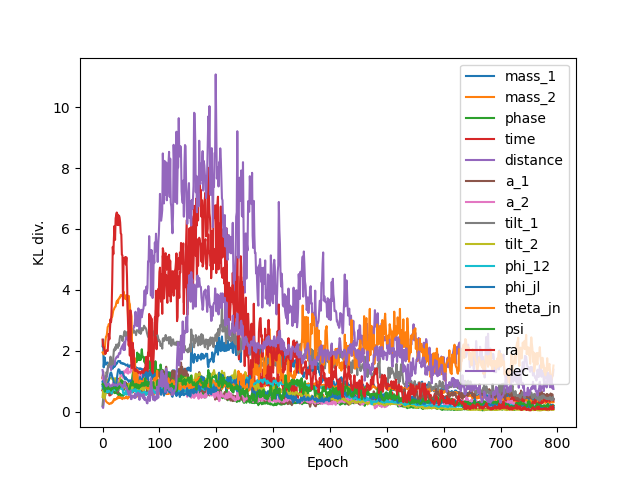 KL div.
10
8
6
4
2
0
0 100 200 300 400 500 600 700 800
Epoch
mass_1
mass_2
phase
time
distance
a_1
a_2
tilt_1
tilt_2
phi_12
phi_jl
theta_jn
psi
ra
dec